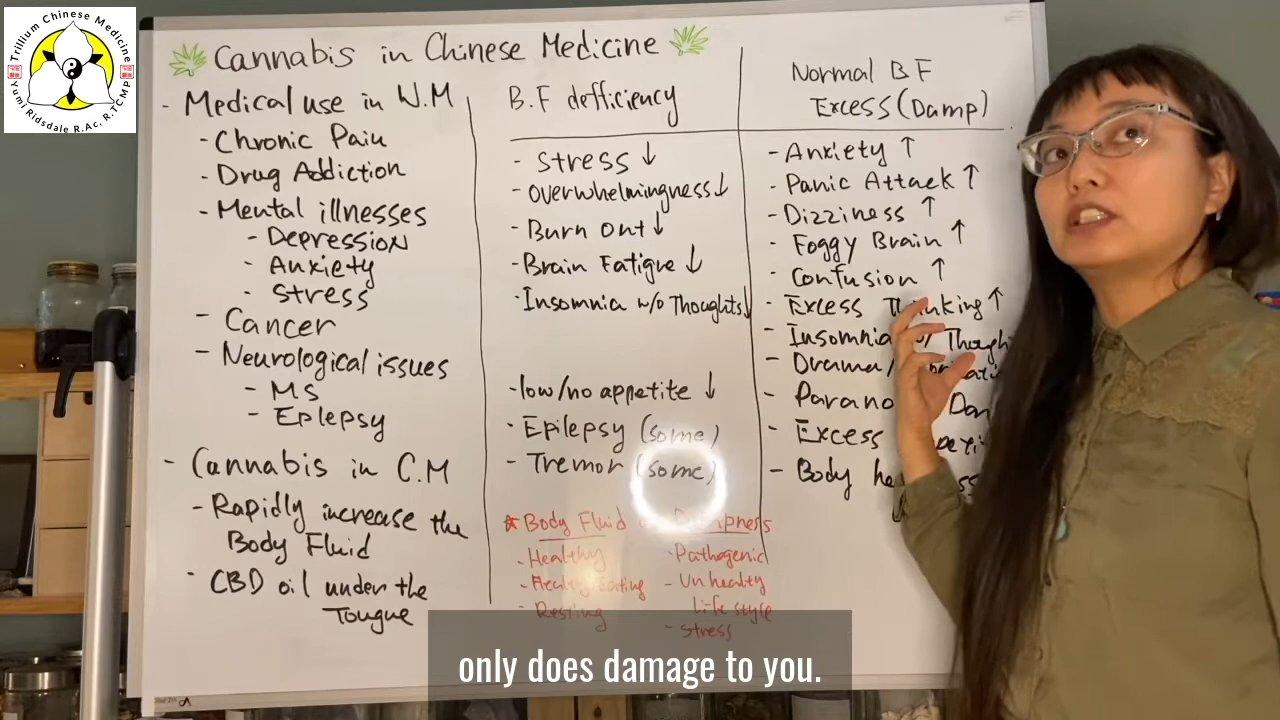 Trillium Chinese Medicine
Yumi Ridsdale R.Ac. R.TCMP
Cannabis in Chinese Medicine
- Medical use in W.M
- Chronic Pain
- Drug Addiction
- Mental illnesses
- Depression
- Anxiety
- Stress
- Cancer
- Neurological issues
- MS
- Eplepsy
- Cannabis in C.M
- Rapidly increase the
Body Fluid
- CBD oil under the
Tongue
B.F defficiency
- Stress ↓
- overwhelmingness ↓
- Burn out ↓
- Brain Fatigue ↓
- Insomnia w/o Thoughts ↓
- low/no appetite ↓
- Epilepsy (some)
- Tremor (some)
* Body Fluid Dampness
- Healthy
- Healty Eating
- Resting
- Pathogenic
- Unhealty
Life style
- stress
Normal B F
Excess (Damp)
- Anxiety ↑
- Panic Attack ↑
- Dizziness ↑
- Foggy Brain ↑
- Confusion ↑
- Excess Thinking ↑
- Insomnia w/ Though
- Drama/
- Parano
- Excess
- Body he
only does damage to you.